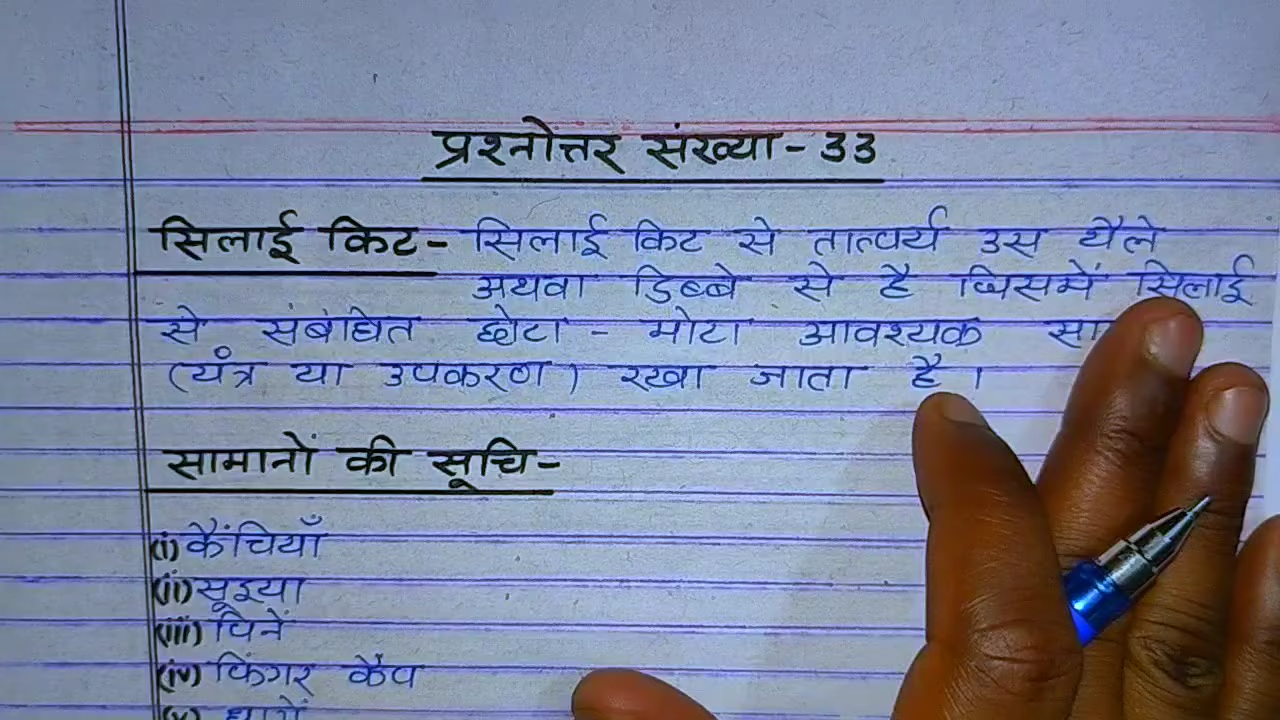 प्रश्नोत्तर संख्या - 33
सिलाई किट - सिलाई किट से तात्पर्य उस थैले
अथवा डिब्बे से है जिसमें सिलाई
से संबंधित छोटा - मोटा आवश्यक
(यंत्र या उपकरण) रखा जाता है ।
सामानों की सूचि -
(i) कैंचियाँ
(ii) सूइया
(iii) पिनें
(iv) फिंगर कैप
(v) धागें